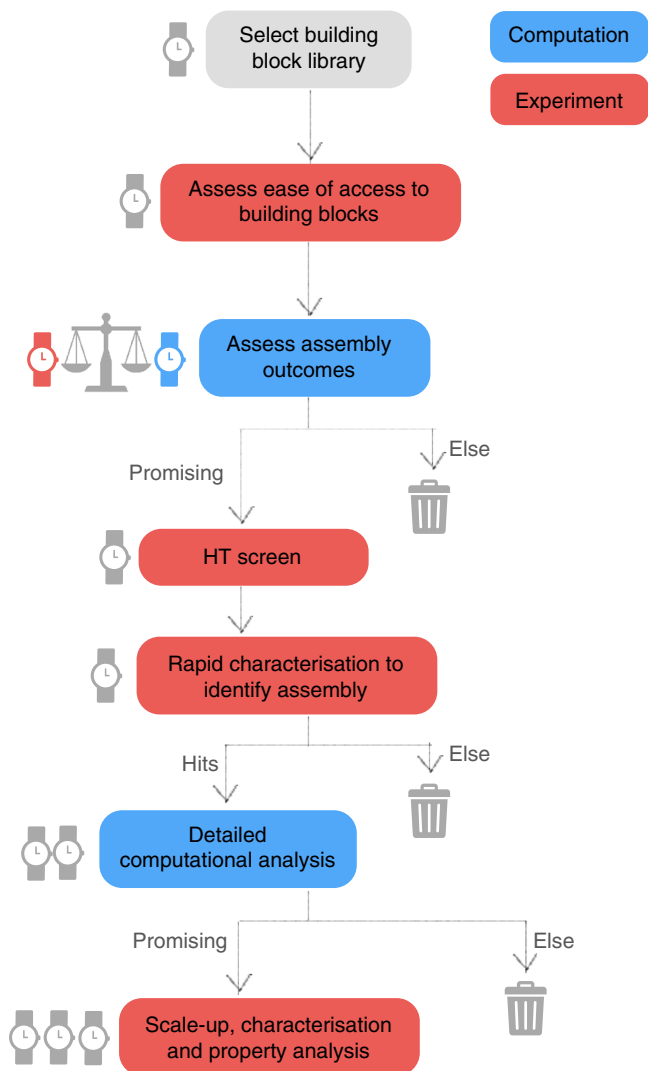 Select building
block library
Computation
Experiment
Assess ease of access to
building blocks
Assess assembly
outcomes
Promising
Else
HT screen
Rapid characterisation to
identify assembly
Hits
Else
Detailed
computational analysis
Promising
Else
Scale-up, characterisation
and property analysis